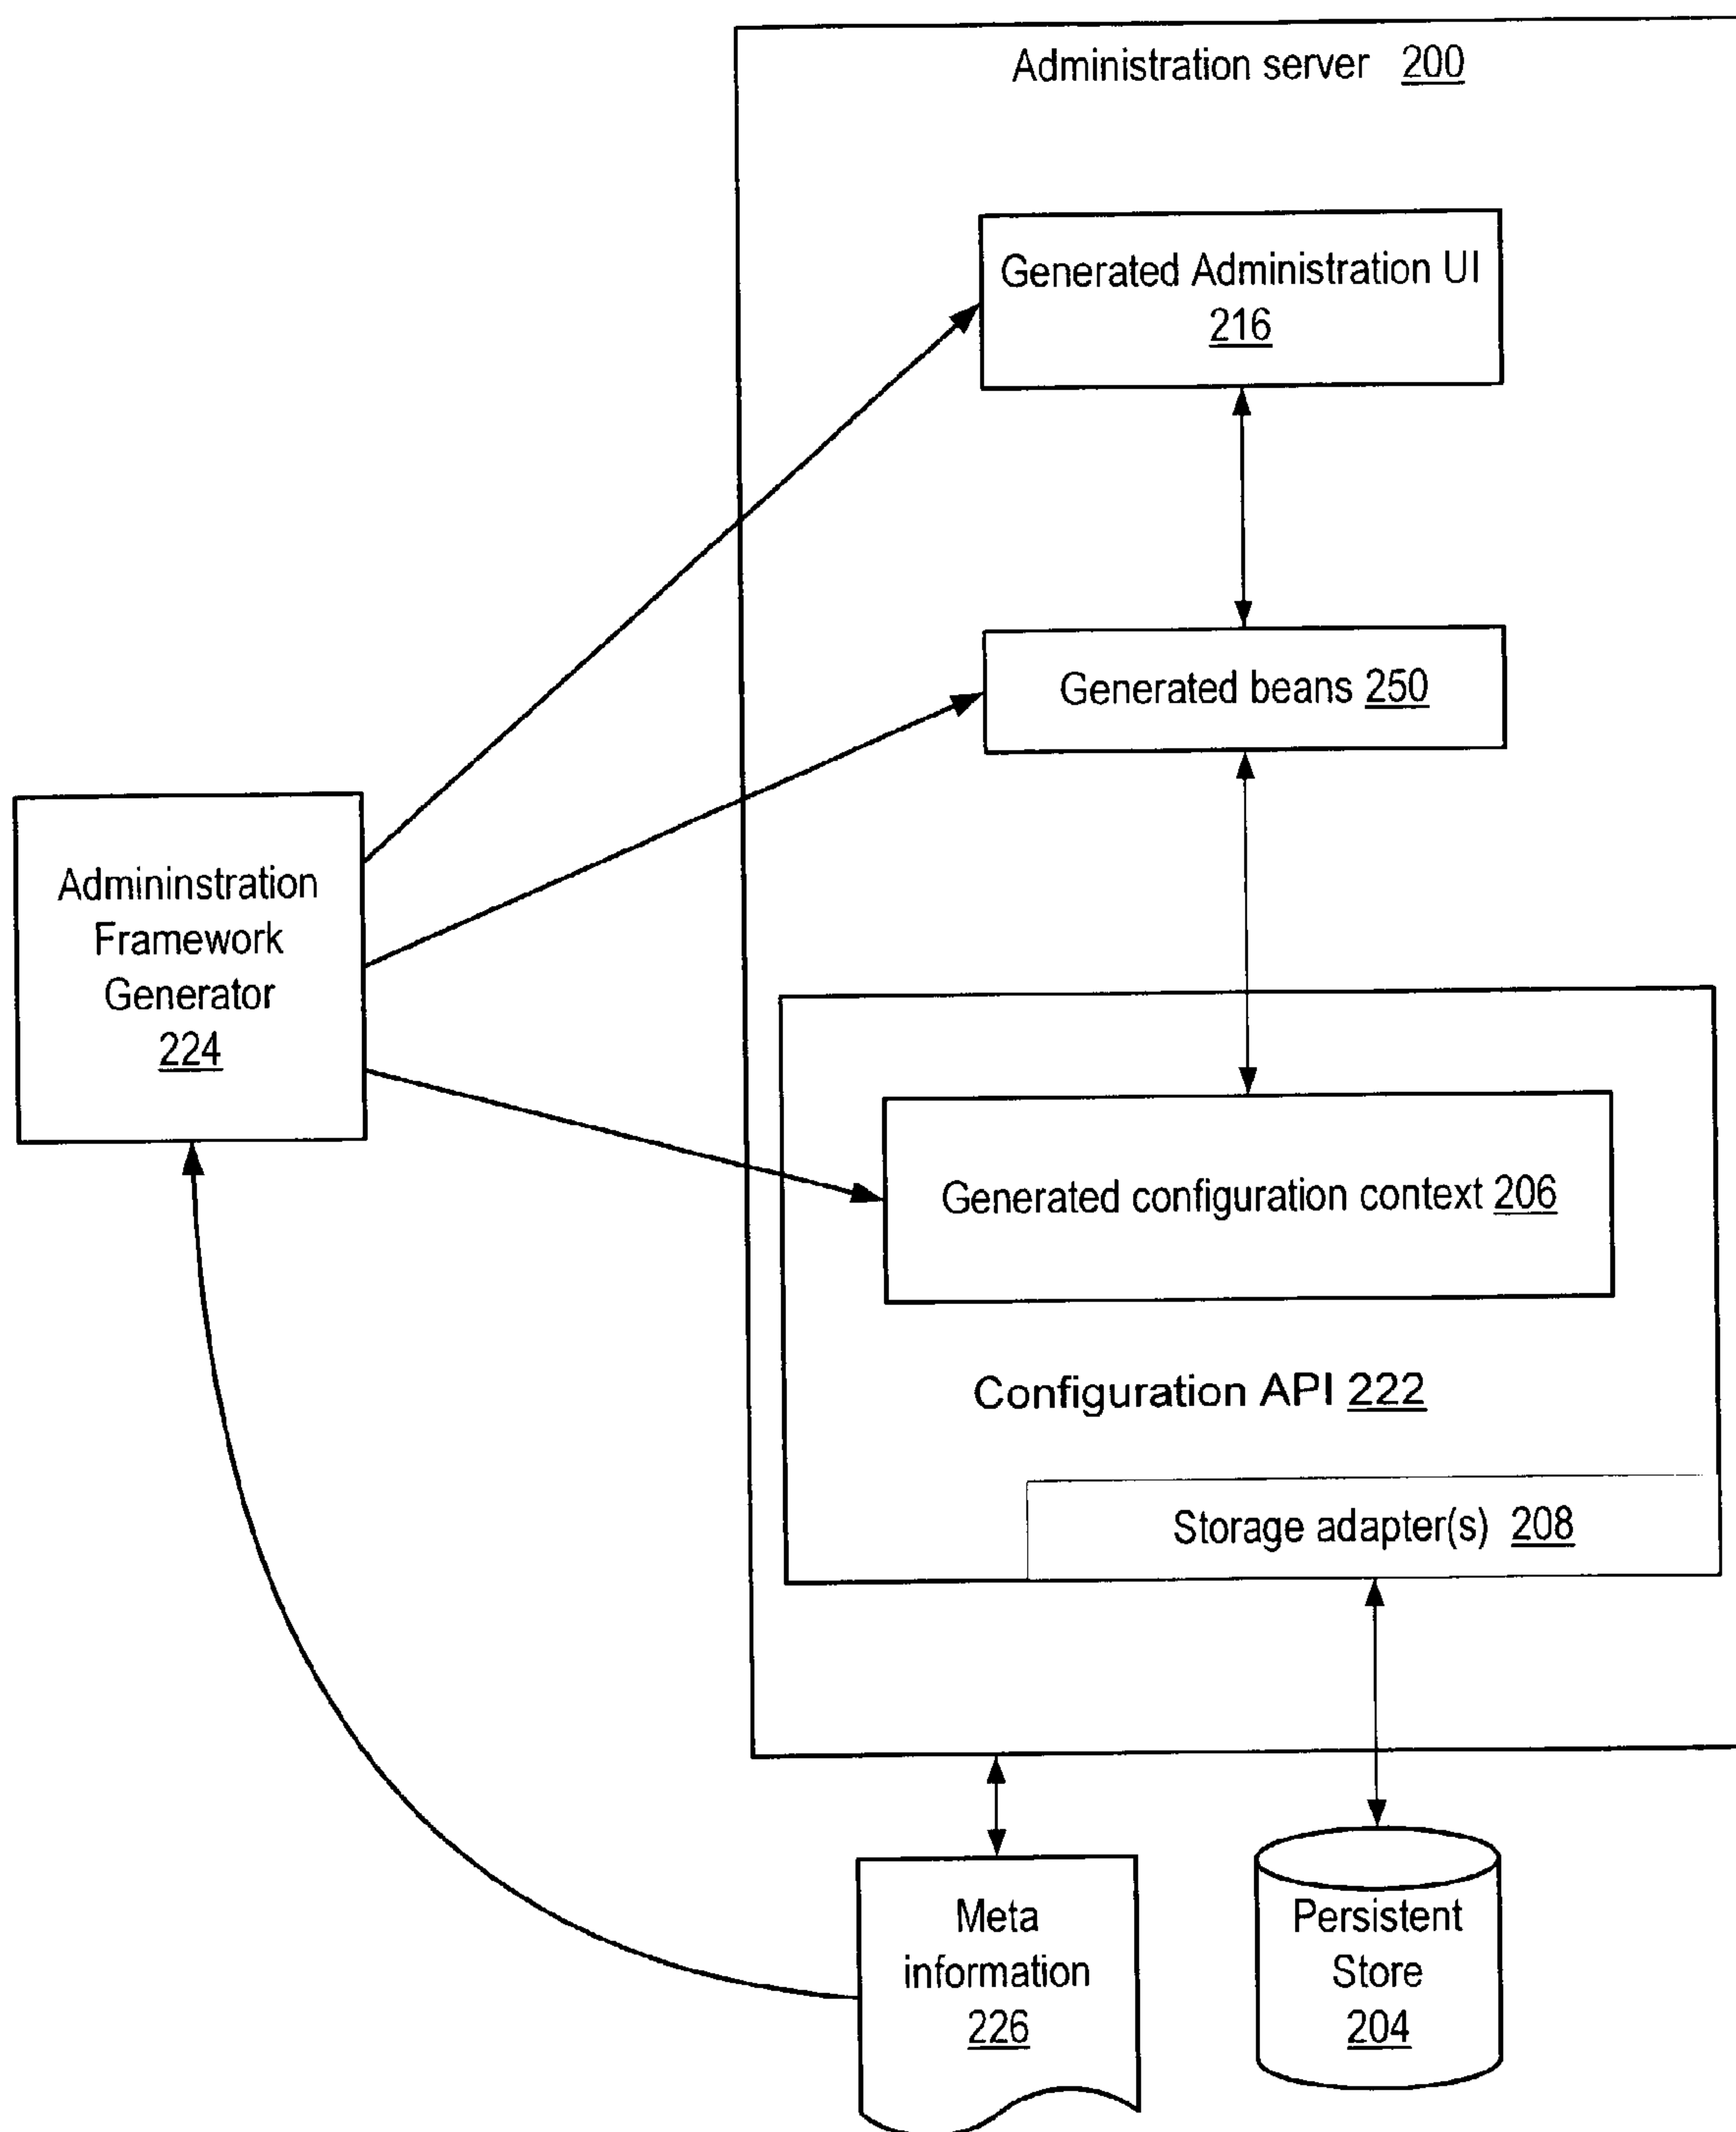 Administration server 200
Generated Administration UI
216
Generated beans 250
Admininstration
Framework
Generator
224
Generated configuration context 206
Configuration API 222
Storage adapter(s) 208
Meta
information
226
Persistent
Store
204